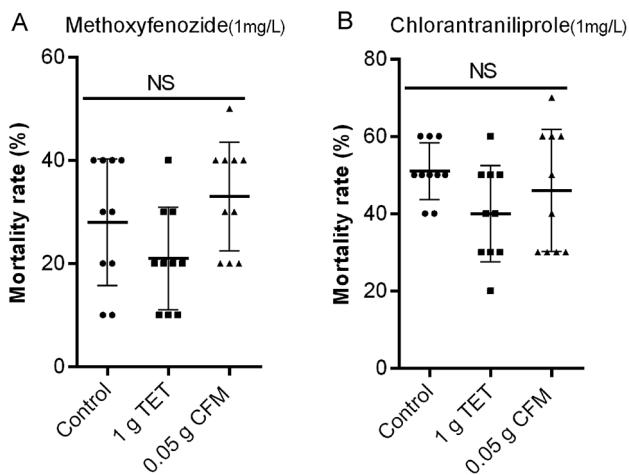 A
Methoxyfenozide(1mg/L)
NS
Mortality rate (%)
60
40
20
0
Control
1 g TET
0.05 g CFM
B
Chlorantraniliprole(1mg/L)
NS
Mortality rate (%)
80
60
40
20
0
Control
1 g TET
0.05 g CFM